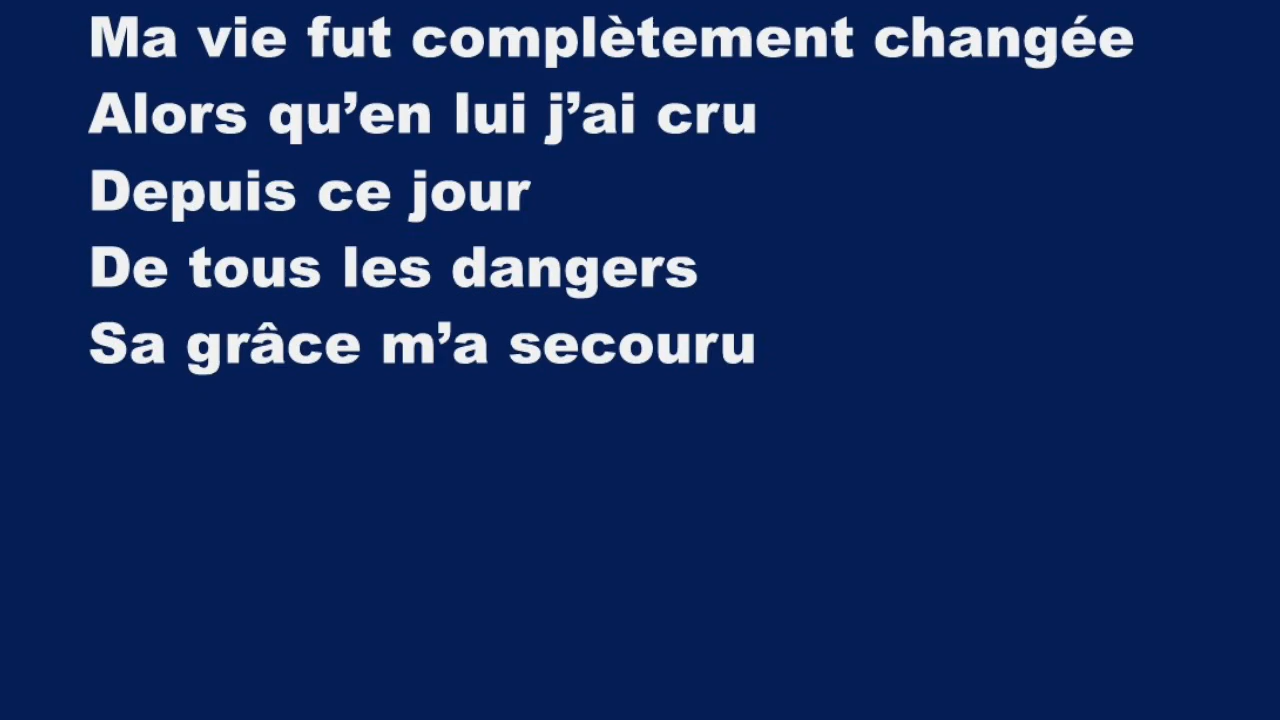 Ma vie fut complètement changée
Alors qu’en lui j’ai cru
Depuis ce jour
De tous les dangers
Sa grâce m’a secouru